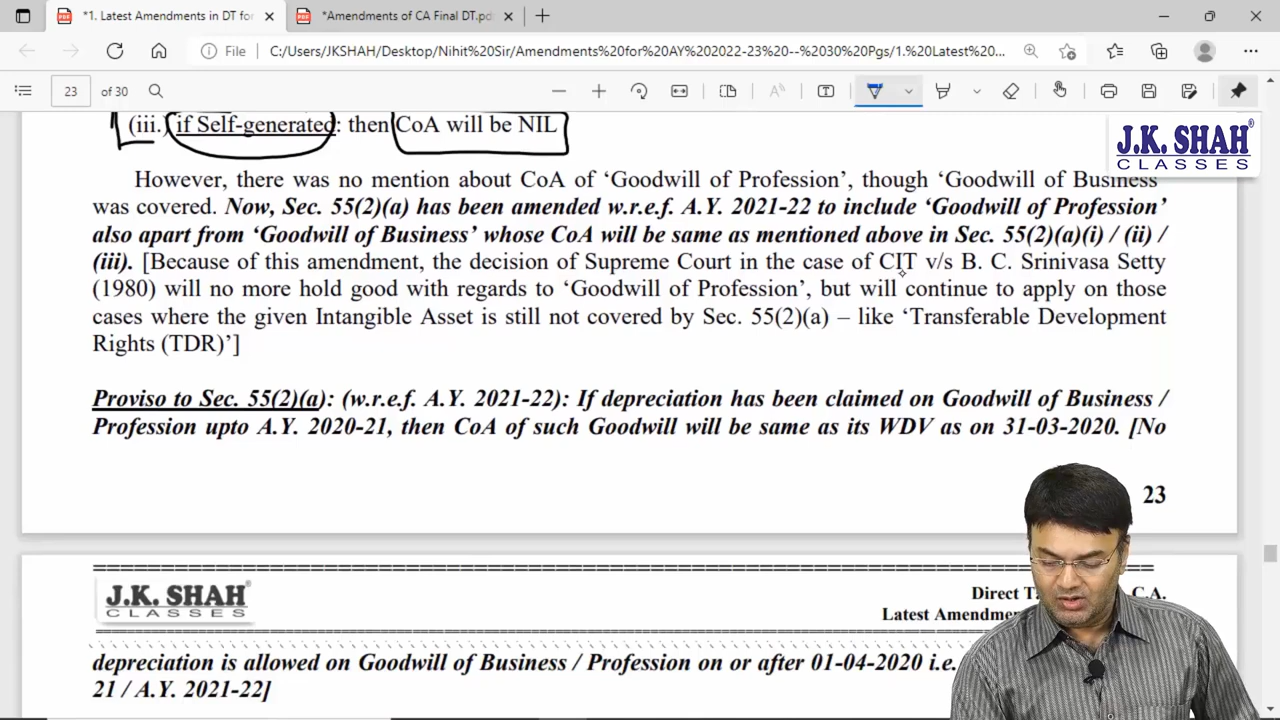 *1. Latest Amendments in DT for
*Amendments of CA Final DT.pd
File
C:/Users/JKSHAH/Desktop/Nihit%20Sir/Amendments%20for%20AY%202022-23%20--%2030%20Pgs/1.%20Latest%20...
23 of 30
(iii.) if Self-generated: then CoA will be NIL
J.K. SHAH
CLASSES
However, there was no mention about CoA of ‘Goodwill of Profession’, though ‘Goodwill of Business
was covered. Now, Sec. 55(2)(a) has been amended w.r.e.f. A.Y. 2021-22 to include ‘Goodwill of Profession’
also apart from ‘Goodwill of Business’ whose CoA will be same as mentioned above in Sec. 55(2)(a)(i) / (ii) /
(iii). [Because of this amendment, the decision of Supreme Court in the case of CIT v/s B. C. Srinivasa Setty
(1980) will no more hold good with regards to ‘Goodwill of Profession’, but will continue to apply on those
cases where the given Intangible Asset is still not covered by Sec. 55(2)(a) – like ‘Transferable Development
Rights (TDR)’]
Proviso to Sec. 55(2)(a): (w.r.e.f. A.Y. 2021-22): If depreciation has been claimed on Goodwill of Business /
Profession upto A.Y. 2020-21, then CoA of such Goodwill will be same as its WDV as on 31-03-2020. [No
23
J.K. SHAH
CLASSES
Direct T C.A.
Latest Amendmen
depreciation is allowed on Goodwill of Business / Profession on or after 01-04-2020 i.e.
21 / A.Y. 2021-22]